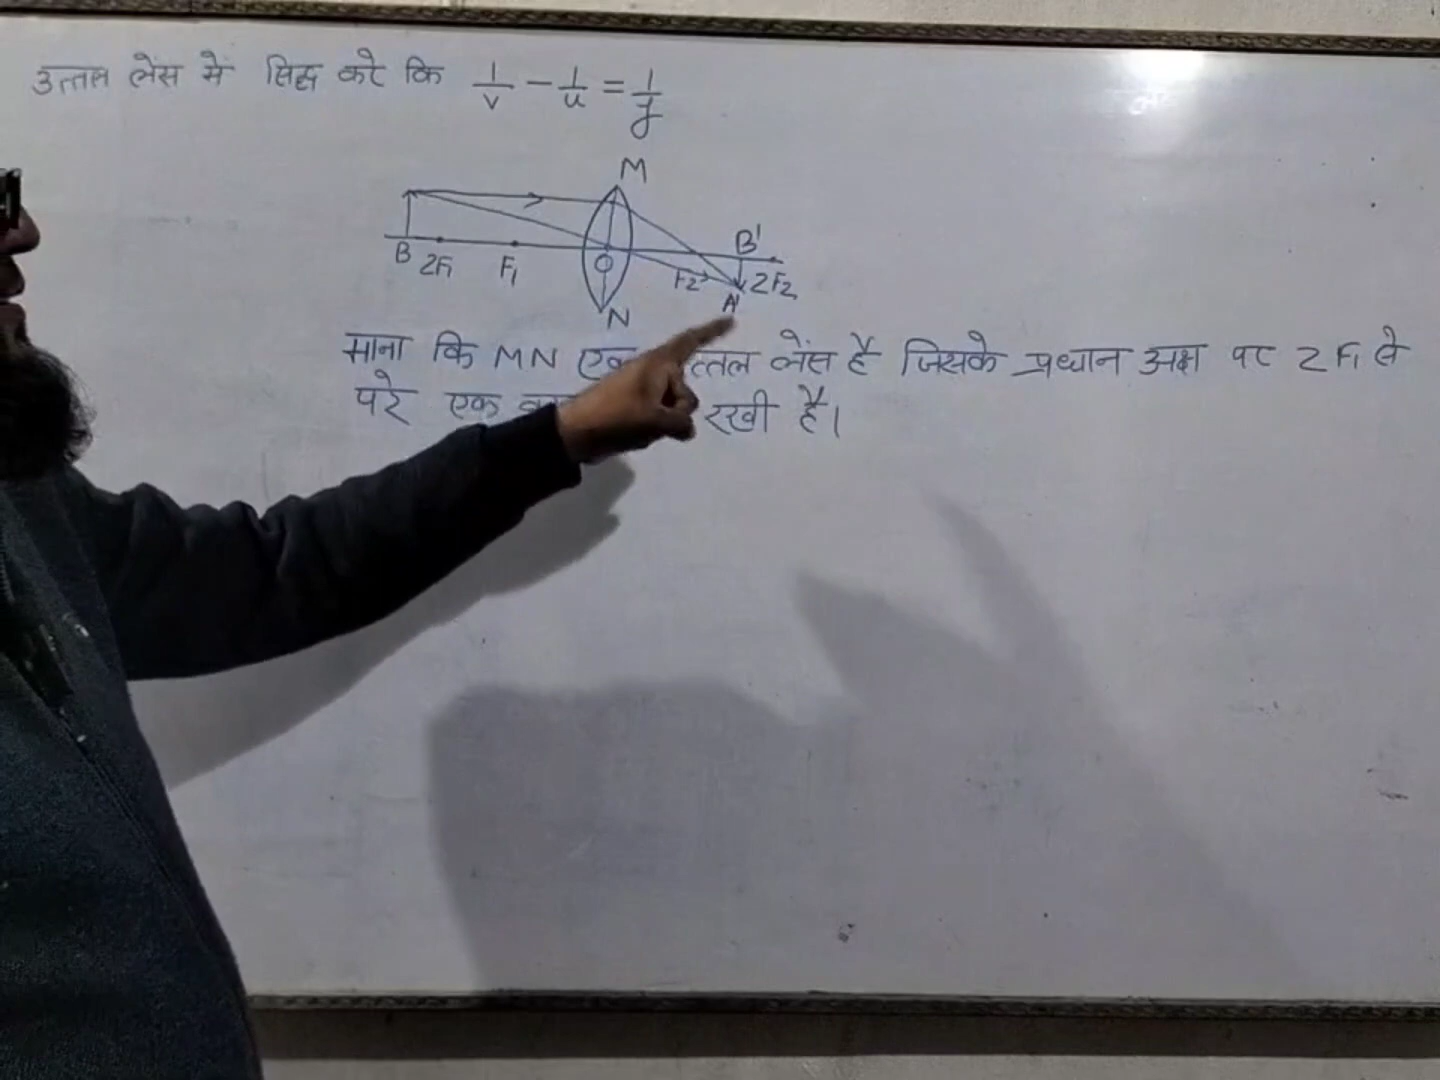 उत्तल लेंस में सिद्ध करे कि 1/v - 1/u = 1/f
M
B 2F₁ F₁ O F₂ B' 2F₂
A'
N
माना कि MN एक उत्तल लेंस है जिसके प्रधान अक्ष पर 2F₁ से
परे एक रखी है।